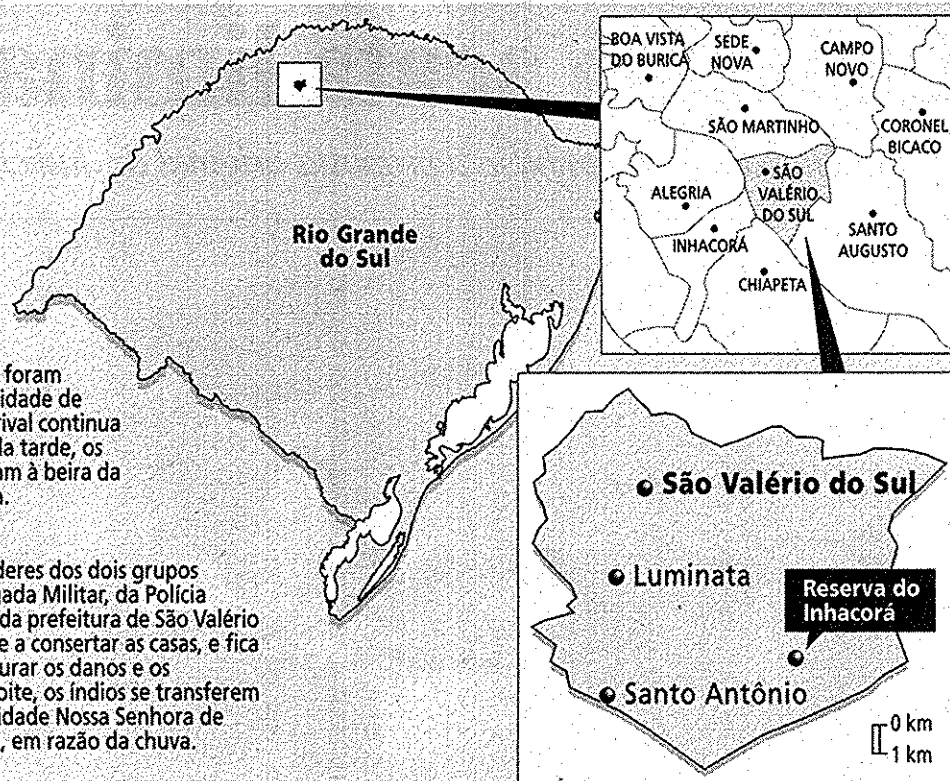 Rio Grande
do Sul
BOA VISTA
DO BURICÁ
SEDE
NOVA
CAMPO
NOVO
SÃO MARTINHO
CORONEL
BICACO
ALEGRIA
SÃO
VALÉRIO
DO SUL
INHACORÁ
SANTO
AUGUSTO
CHIAPETA
foram
idade de
rival continua
la tarde, os
am à beira da
deres dos dois grupos
gada Militar, da Polícia
da prefeitura de São Valério
e a consertar as casas, e fica
urar os danos e os
oite, os índios se transferem
idade Nossa Senhora de
, em razão da chuva.
São Valério do Sul
Luminata
Reserva do
Inhacorá
Santo Antônio
0 km
1 km